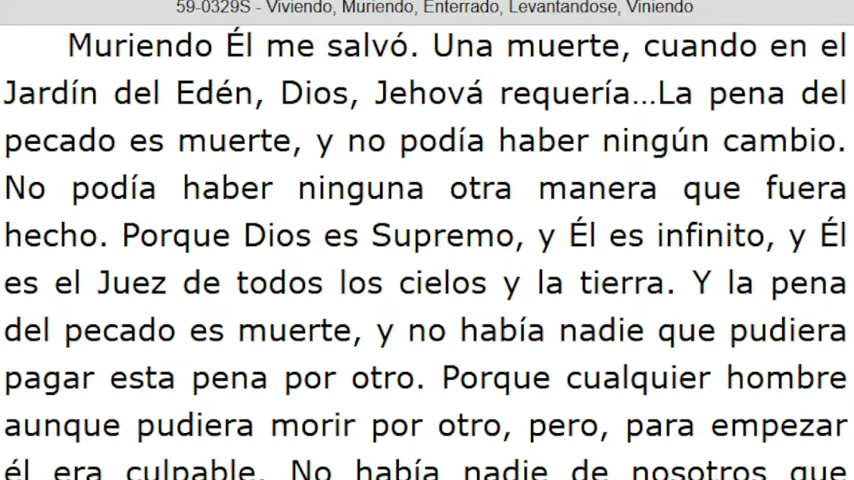 59-0329S - Viviendo, Muriendo, Enterrado, Levantandose, Viniendo
Muriendo Él me salvó. Una muerte, cuando en el
Jardín del Edén, Dios, Jehová requería...La pena del
pecado es muerte, y no podía haber ningún cambio.
No podía haber ninguna otra manera que fuera
hecho. Porque Dios es Supremo, y Él es infinito, y Él
es el Juez de todos los cielos y la tierra. Y la pena
del pecado es muerte, y no había nadie que pudiera
pagar esta pena por otro. Porque cualquier hombre
aunque pudiera morir por otro, pero, para empezar
él era culpable. No había nadie de nosotros que